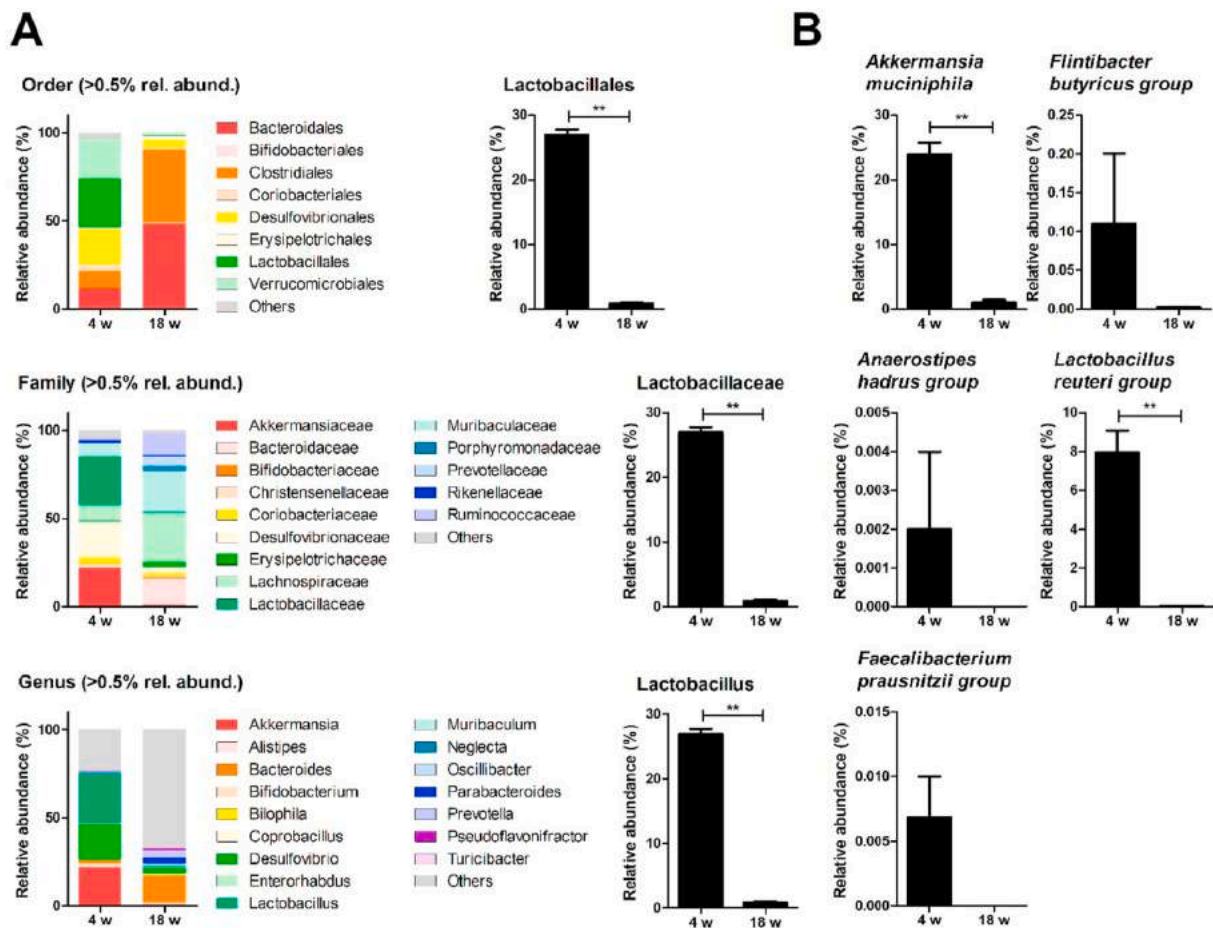 A
B
Order (>0.5% rel. abund.)
Relative abundance (%)
100
50
0
4 w
18 w
Bacteroidales
Bifidobacteriales
Clostridiales
Coriobacteriales
Desulfovibrionales
Erysipelotrichales
Lactobacillales
Verrucomicrobiales
Others
Lactobacillales
Relative abundance (%)
30
20
10
0
**
4 w
18 w
Akkermansia
muciniphila
Relative abundance (%)
30
20
10
0
**
4 w
18 w
Flintibacter
butyricus group
Relative abundance (%)
0.25
0.20
0.15
0.10
0.05
0.00
4 w
18 w
Family (>0.5% rel. abund.)
Relative abundance (%)
100
50
0
4 w
18 w
Akkermansiaceae
Bacteroidaceae
Bifidobacteriaceae
Christensenellaceae
Coriobacteriaceae
Desulfovibrionaceae
Erysipelotrichaceae
Lachnospiraceae
Lactobacillaceae
Muribaculaceae
Porphyromonadaceae
Prevotellaceae
Rikenellaceae
Ruminococcaceae
Others
Lactobacillaceae
Relative abundance (%)
30
20
10
0
**
4 w
18 w
Anaerostipes
hadrus group
Relative abundance (%)
0.005
0.004
0.003
0.002
0.001
0.000
4 w
18 w
Lactobacillus
reuteri group
Relative abundance (%)
10
8
6
4
2
0
**
4 w
18 w
Genus (>0.5% rel. abund.)
Relative abundance (%)
100
50
0
4 w
18 w
Akkermansia
Alistipes
Bacteroides
Bifidobacterium
Bilophila
Coprobacillus
Desulfovibrio
Enterorhabdus
Lactobacillus
Muribaculum
Neglecta
Oscillibacter
Parabacteroides
Prevotella
Pseudoflavonifractor
Turicibacter
Others
Lactobacillus
Relative abundance (%)
30
20
10
0
**
4 w
18 w
Faecalibacterium
prausnitzii group
Relative abundance (%)
0.015
0.010
0.005
0.000
4 w
18 w